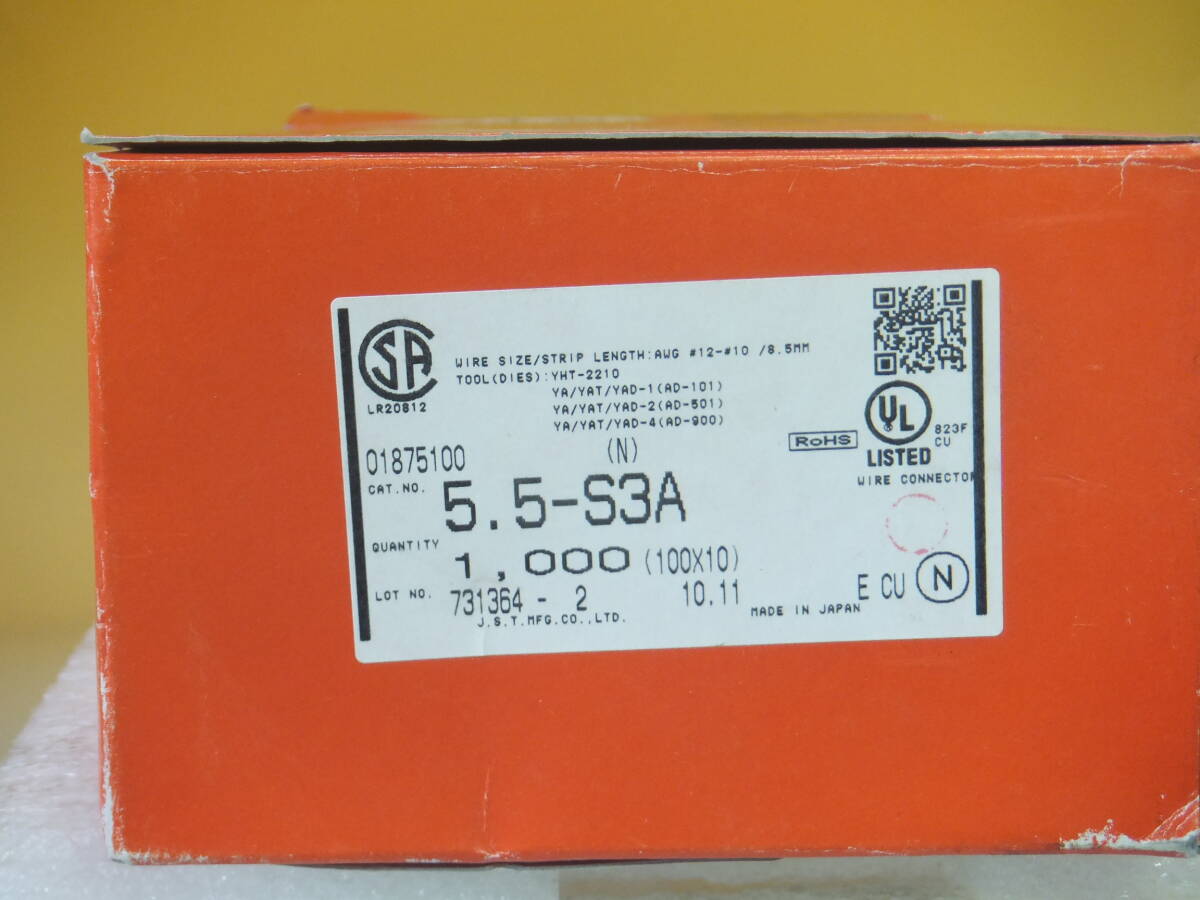 SA
LR20812
WIRE SIZE/STRIP LENGTH:AWG #12-#10 /8.5MM
TOOL(DIES):YHT-2210
YA/YAT/YAD-1(AD-101)
YA/YAT/YAD-2(AD-501)
YA/YAT/YAD-4(AD-900)
(N)
RoHS
UL
LISTED
823F
CU
WIRE CONNECTOR
01875100
CAT.NO.
5.5-S3A
QUANTITY
1,000 (100X10)
LOT NO. 731364 - 2 10.11
J.S.T.MFG.CO.,LTD.
MADE IN JAPAN
E CU N